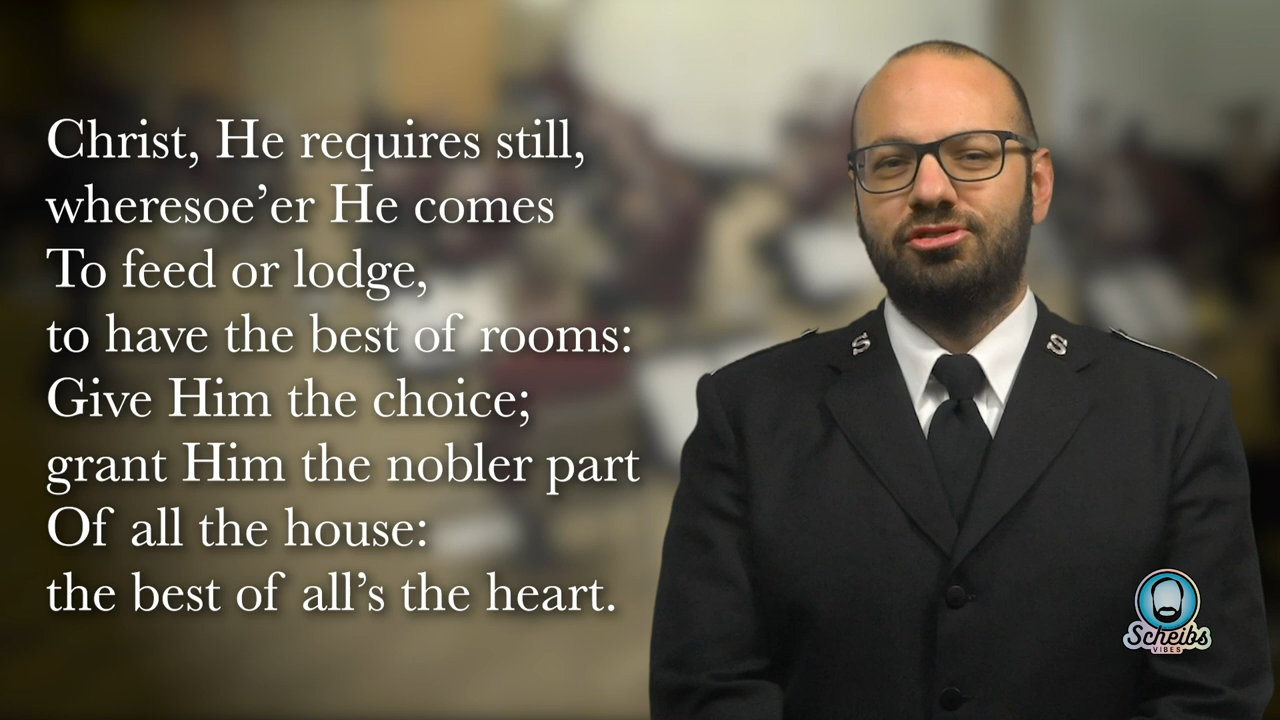 Christ, He requires still,
wheresoe’er He comes
To feed or lodge,
to have the best of rooms:
Give Him the choice;
grant Him the nobler part
Of all the house:
the best of all’s the heart.
S S
Scheibs
VIBES